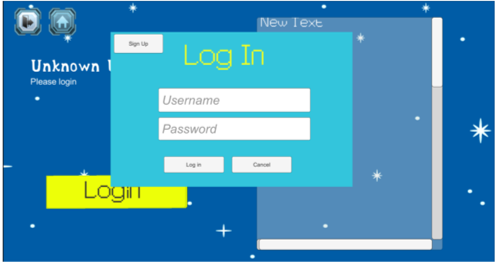 New Text
Sign Up
Log In
Unknown U
Please login
Username
Password
Log in
Cancel
Login